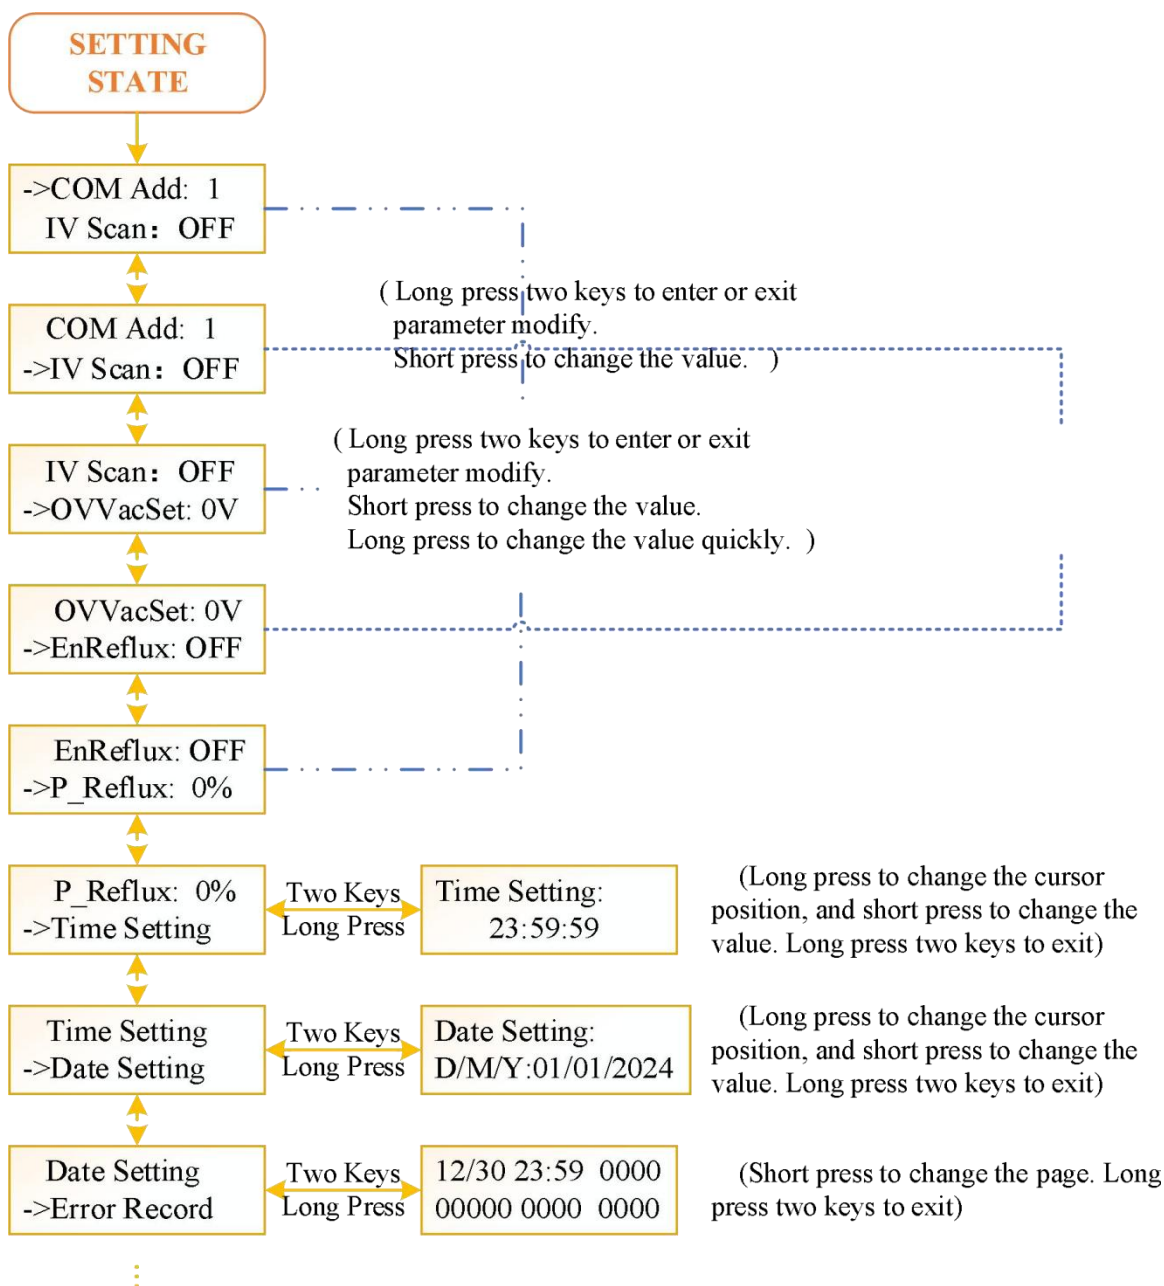 SETTING
STATE
->COM Add: 1
IV Scan: OFF
COM Add: 1
->IV Scan: OFF
( Long press two keys to enter or exit
parameter modify.
Short press to change the value. )
IV Scan: OFF
->OVVacSet: 0V
( Long press two keys to enter or exit
parameter modify.
Short press to change the value.
Long press to change the value quickly. )
OVVacSet: 0V
->EnReflux: OFF
EnReflux: OFF
->P_Reflux: 0%
P_Reflux: 0%
->Time Setting
Two Keys
Long Press
Time Setting:
23:59:59
(Long press to change the cursor
position, and short press to change the
value. Long press two keys to exit)
Time Setting
->Date Setting
Two Keys
Long Press
Date Setting:
D/M/Y:01/01/2024
(Long press to change the cursor
position, and short press to change the
value. Long press two keys to exit)
Date Setting
->Error Record
Two Keys
Long Press
12/30 23:59 0000
00000 0000 0000
(Short press to change the page. Long
press two keys to exit)